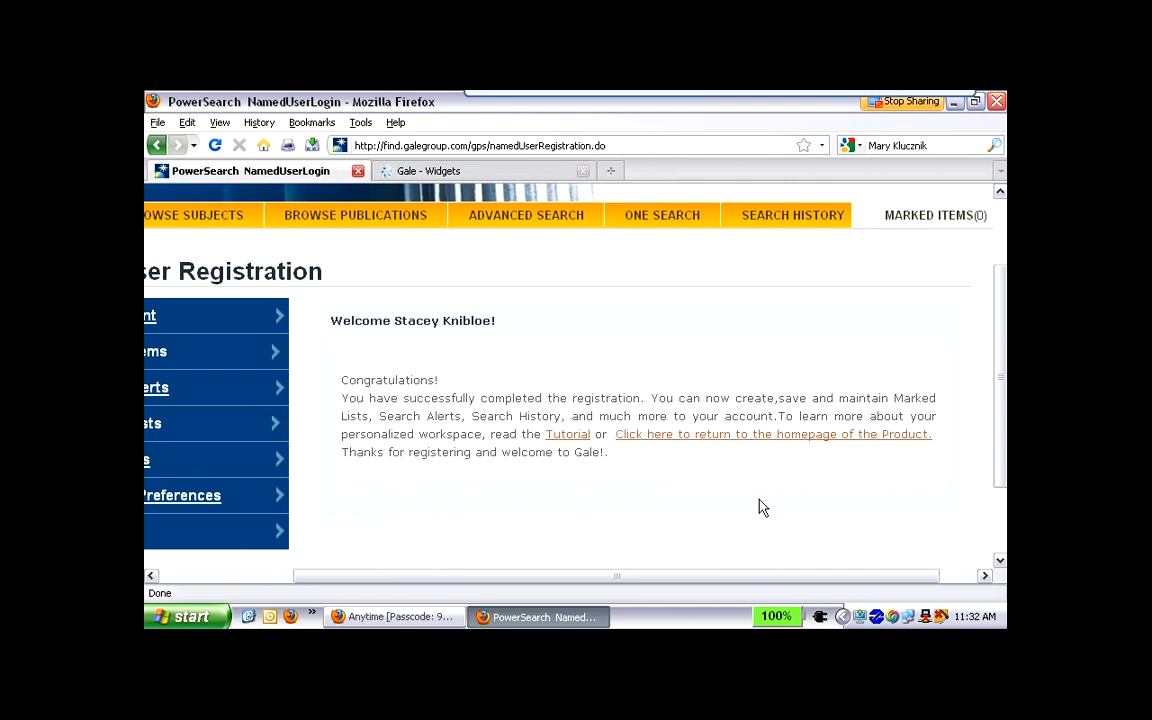 PowerSearch NamedUserLogin - Mozilla Firefox
Stop Sharing
File Edit View History Bookmarks Tools Help
http://find.galegroup.com/gps/namedUserRegistration.do
Mary Klucznik
PowerSearch NamedUserLogin
Gale - Widgets
OWSE SUBJECTS BROWSE PUBLICATIONS ADVANCED SEARCH ONE SEARCH SEARCH HISTORY MARKED ITEMS(0)
ser Registration
nt
ems
erts
sts
s
Preferences
Welcome Stacey Knibloe!
Congratulations!
You have successfully completed the registration. You can now create,save and maintain Marked
Lists, Search Alerts, Search History, and much more to your account.To learn more about your
personalized workspace, read the Tutorial or Click here to return to the homepage of the Product.
Thanks for registering and welcome to Gale!.
Done
start
Anytime [Passcode: 9...
PowerSearch Named...
100%
11:32 AM